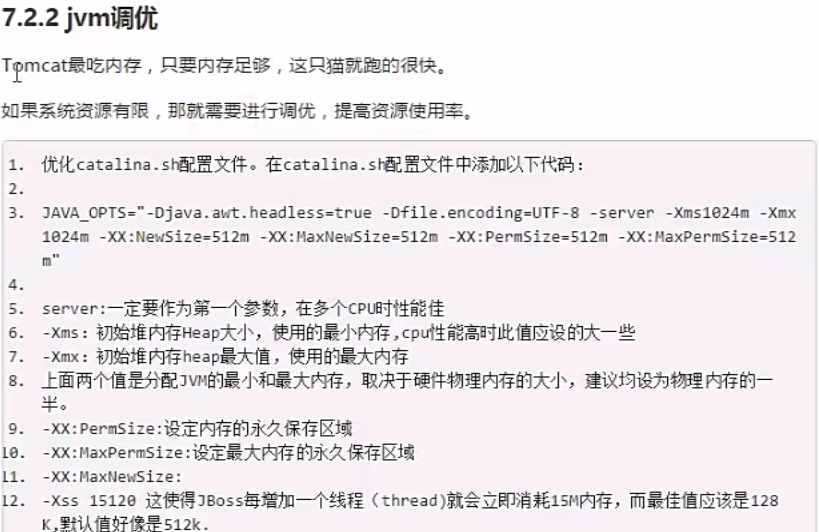 7.2.2 jvm调优
Tomcat最吃内存，只要内存足够，这只猫就跑的很快。
如果系统资源有限，那就需要进行调优，提高资源使用率。
1. 优化catalina.sh配置文件。在catalina.sh配置文件中添加以下代码：
2.
3. JAVA_OPTS="-Djava.awt.headless=true -Dfile.encoding=UTF-8 -server -Xms1024m -Xmx
1024m -XX:NewSize=512m -XX:MaxNewSize=512m -XX:PermSize=512m -XX:MaxPermSize=512
m"
4.
5. server:一定要作为第一个参数，在多个CPU时性能佳
6. -Xms：初始堆内存Heap大小，使用的最小内存,cpu性能高时此值应设的大一些
7. -Xmx：初始堆内存heap最大值，使用的最大内存
8. 上面两个值是分配JVM的最小和最大内存，取决于硬件物理内存的大小，建议均设为物理内存的一
半。
9. -XX:PermSize:设定内存的永久保存区域
10. -XX:MaxPermSize:设定最大内存的永久保存区域
11. -XX:MaxNewSize:
12. -Xss 15120 这使得JBoss每增加一个线程（thread)就会立即消耗15M内存，而最佳值应该是128
K,默认值好像是512k.